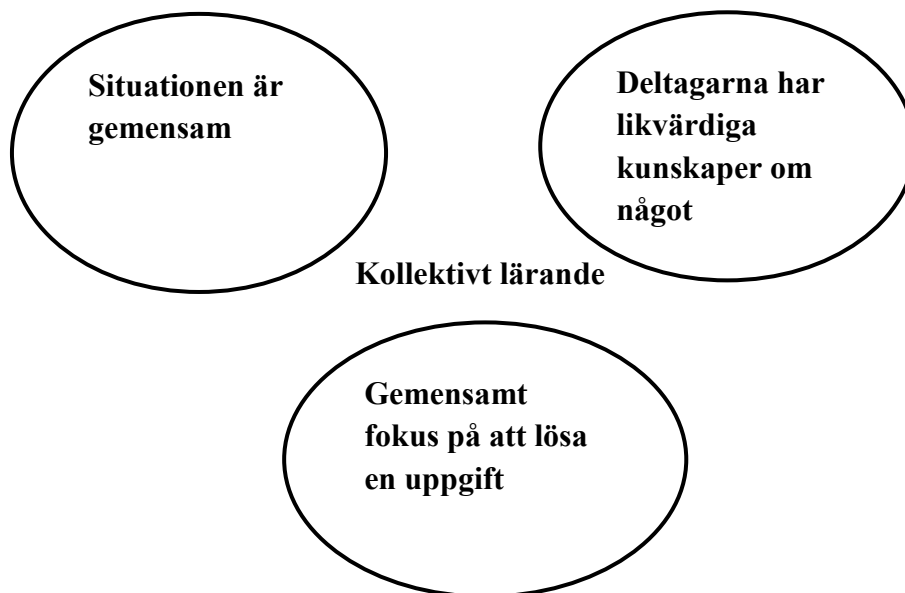 Situationen är
gemensam
Deltagarna har
likvärdiga
kunskaper om
något
Kollektivt lärande
Gemensamt
fokus på att lösa
en uppgift